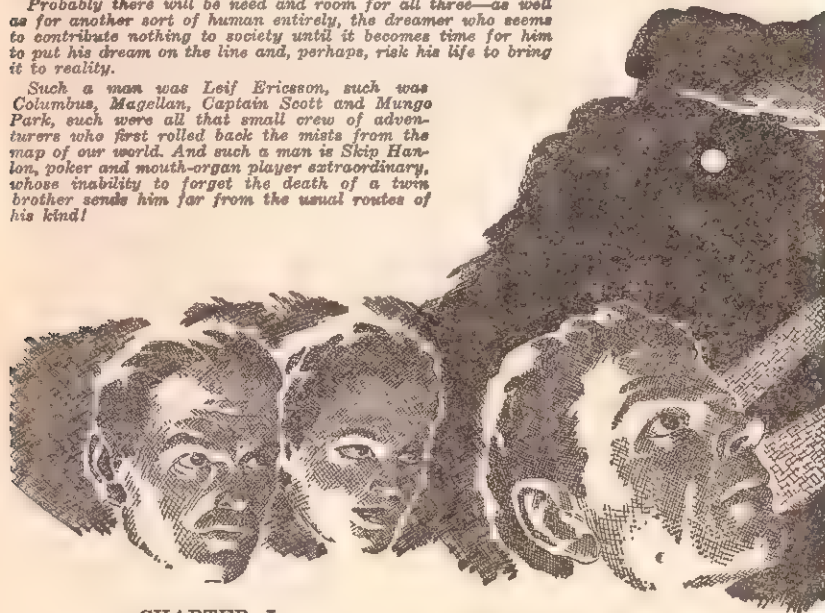 Probably there will be need and room for all three—as well
as for another sort of human entirely, the dreamer who seems
to contribute nothing to society until it becomes time for him
to put his dream on the line and, perhaps, risk his life to bring
it to reality.
Such a man was Leif Ericsson, such was
Columbus, Magellan, Captain Scott and Mungo
Park, such were all that small crew of adven-
turers who first rolled back the mists from the
map of our world. And such a man is Skip Han-
lon, poker and mouth-organ player extraordinary,
whose inability to forget the death of a twin
brother sends him far from the usual routes of
his kind!
CHAPTER I